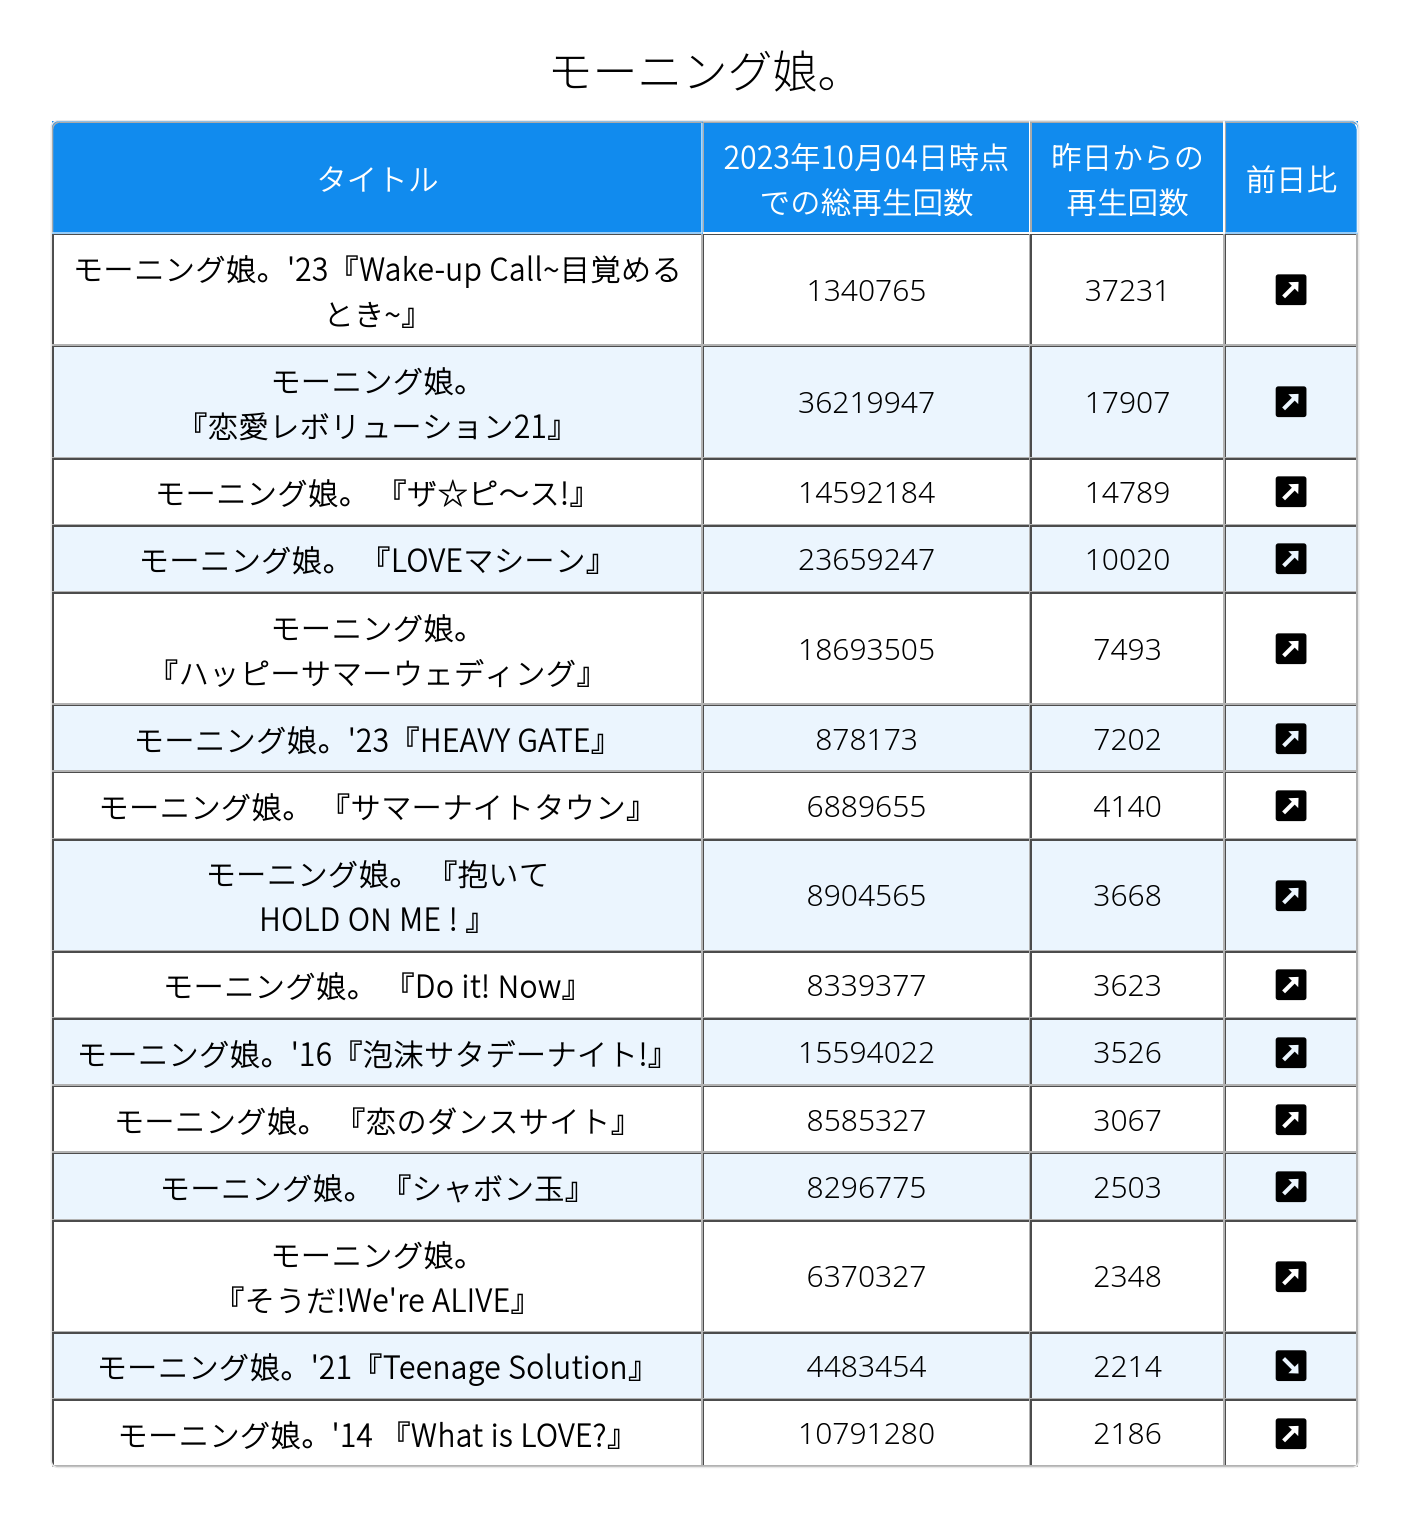 モーニング娘。
タイトル
2023年10月04日時点
での総再生回数
昨日からの
再生回数
前日比
モーニング娘。'23『Wake-up Call~目覚める
とき~』
1340765
37231
モーニング娘。
『恋愛レボリューション21』
36219947
17907
モーニング娘。 『ザ☆ピ～ス!』
14592184
14789
モーニング娘。 『LOVEマシーン』
23659247
10020
モーニング娘。
『ハッピーサマーウェディング』
18693505
7493
モーニング娘。'23『HEAVY GATE』
878173
7202
モーニング娘。 『サマーナイトタウン』
6889655
4140
モーニング娘。 『抱いて
HOLD ON ME ! 』
8904565
3668
モーニング娘。 『Do it! Now』
8339377
3623
モーニング娘。'16『泡沫サタデーナイト!』
15594022
3526
モーニング娘。 『恋のダンスサイト』
8585327
3067
モーニング娘。 『シャボン玉』
8296775
2503
モーニング娘。
『そうだ!We're ALIVE』
6370327
2348
モーニング娘。'21『Teenage Solution』
4483454
2214
モーニング娘。'14 『What is LOVE?』
10791280
2186